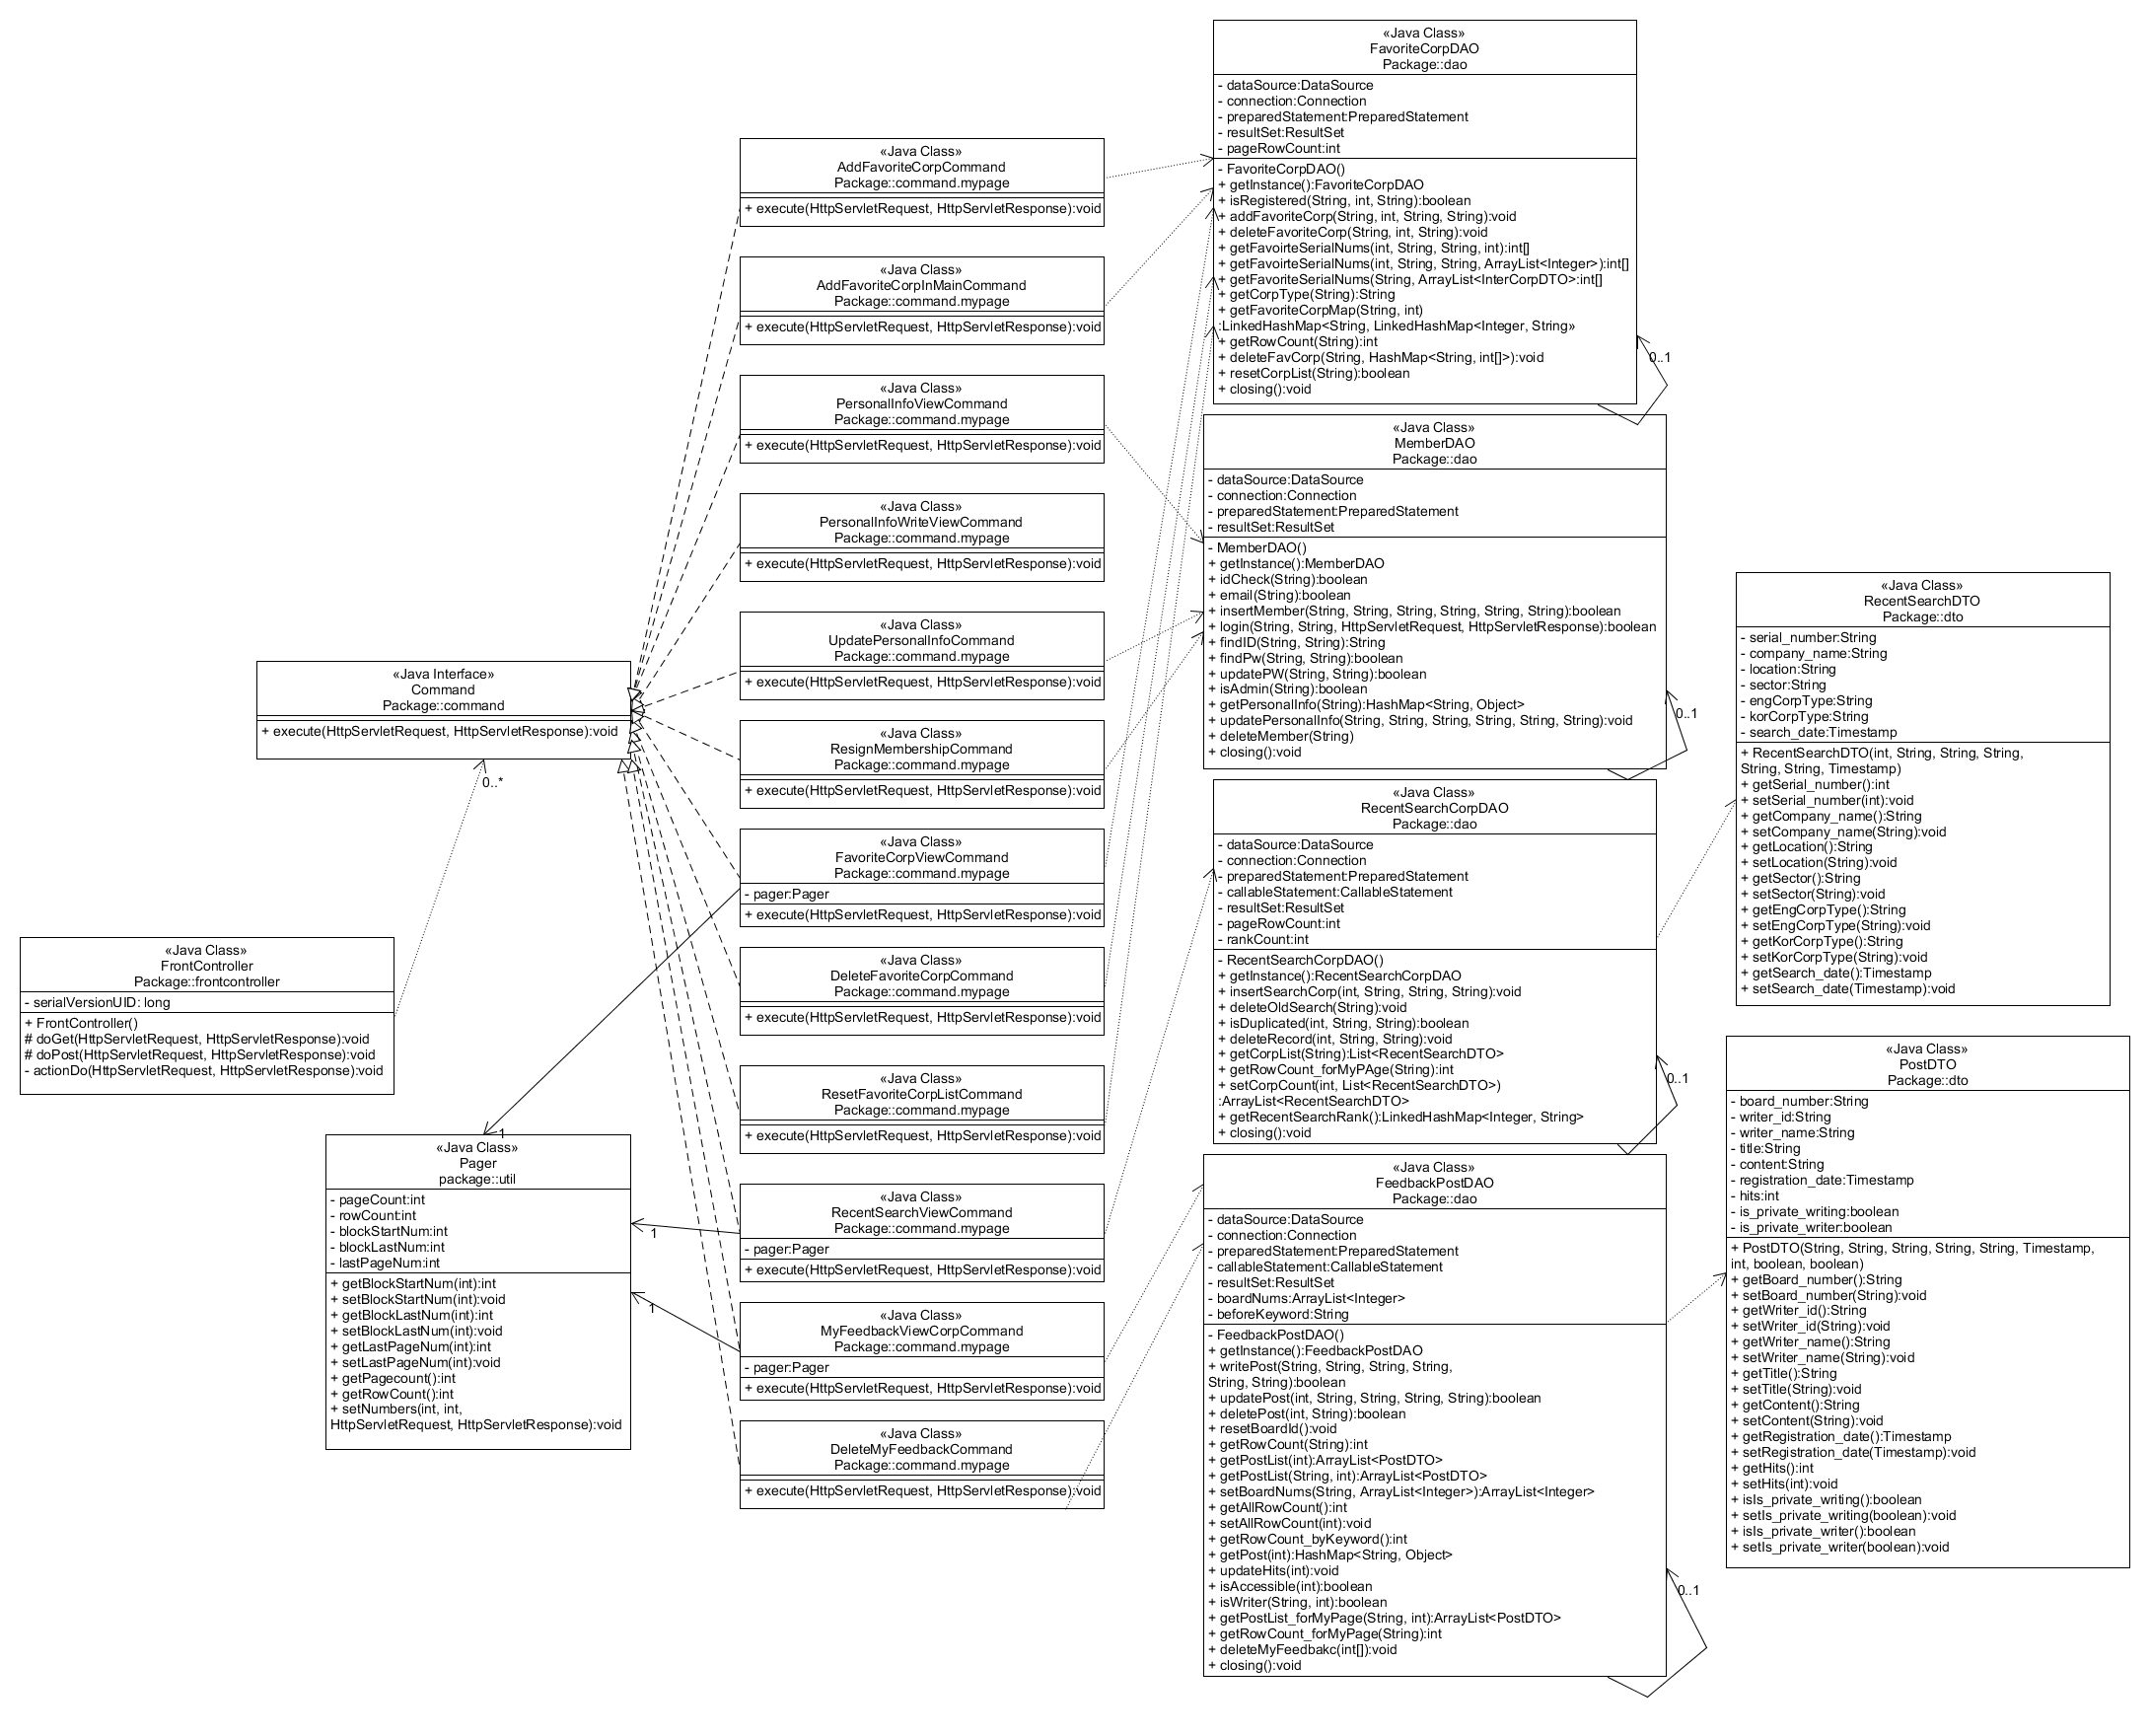 «Java Class»
FavoriteCorpDAO
Package::dao
- dataSource:DataSource
- connection:Connection
- preparedStatement:PreparedStatement
- resultSet:ResultSet
- pageRowCount:int
- FavoriteCorpDAO()
+ getInstance():FavoriteCorpDAO
+ isRegistered(String, int, String):boolean
+ addFavoriteCorp(String, int, String, String):void
+ deleteFavoriteCorp(String, int, String):void
+ getFavoirteSerialNums(int, String, String, int):int[]
+ getFavoirteSerialNums(int, String, String, ArrayList<Integer>):int[]
+ getFavoriteSerialNums(String, ArrayList<InterCorpDTO>:int[]
+ getCorpType(String):String
+ getFavoriteCorpMap(String, int)
:LinkedHashMap<String, LinkedHashMap<Integer, String»
+ getRowCount(String):int
+ deleteFavCorp(String, HashMap<String, int[]>):void
+ resetCorpList(String):boolean
+ closing():void
0..1
«Java Class»
AddFavoriteCorpCommand
Package::command.mypage
+ execute(HttpServletRequest, HttpServletResponse):void
«Java Class»
AddFavoriteCorpInMainCommand
Package::command.mypage
+ execute(HttpServletRequest, HttpServletResponse):void
«Java Class»
PersonalInfoViewCommand
Package::command.mypage
+ execute(HttpServletRequest, HttpServletResponse):void
«Java Class»
PersonalInfoWriteViewCommand
Package::command.mypage
+ execute(HttpServletRequest, HttpServletResponse):void
«Java Class»
UpdatePersonalInfoCommand
Package::command.mypage
+ execute(HttpServletRequest, HttpServletResponse):void
«Java Class»
ResignMembershipCommand
Package::command.mypage
+ execute(HttpServletRequest, HttpServletResponse):void
«Java Class»
FavoriteCorpViewCommand
Package::command.mypage
- pager:Pager
+ execute(HttpServletRequest, HttpServletResponse):void
«Java Class»
DeleteFavoriteCorpCommand
Package::command.mypage
+ execute(HttpServletRequest, HttpServletResponse):void
«Java Class»
ResetFavoriteCorpListCommand
Package::command.mypage
+ execute(HttpServletRequest, HttpServletResponse):void
«Java Class»
RecentSearchViewCommand
Package::command.mypage
- pager:Pager
+ execute(HttpServletRequest, HttpServletResponse):void
«Java Class»
MyFeedbackViewCorpCommand
Package::command.mypage
- pager:Pager
+ execute(HttpServletRequest, HttpServletResponse):void
«Java Class»
DeleteMyFeedbackCommand
Package::command.mypage
+ execute(HttpServletRequest, HttpServletResponse):void
«Java Interface»
Command
Package::command
+ execute(HttpServletRequest, HttpServletResponse):void
0..*
«Java Class»
FrontController
Package::frontcontroller
- serialVersionUID: long
+ FrontController()
# doGet(HttpServletRequest, HttpServletResponse):void
# doPost(HttpServletRequest, HttpServletResponse):void
- actionDo(HttpServletRequest, HttpServletResponse):void
1
«Java Class»
Pager
package::util
- pageCount:int
- rowCount:int
- blockStartNum:int
- blockLastNum:int
- lastPageNum:int
+ getBlockStartNum(int):int
+ setBlockStartNum(int):void
+ getBlockLastNum(int):int
+ setBlockLastNum(int):void
+ getLastPageNum(int):int
+ setLastPageNum(int):void
+ getPagecount():int
+ getRowCount():int
+ setNumbers(int, int,
HttpServletRequest, HttpServletResponse):void
1
1
«Java Class»
MemberDAO
Package::dao
- dataSource:DataSource
- connection:Connection
- preparedStatement:PreparedStatement
- resultSet:ResultSet
- MemberDAO()
+ getInstance():MemberDAO
+ idCheck(String):boolean
+ email(String):boolean
+ insertMember(String, String, String, String, String, String):boolean
+ login(String, String, HttpServletRequest, HttpServletResponse):boolean
+ findID(String, String):String
+ findPw(String, String):boolean
+ updatePW(String, String):boolean
+ isAdmin(String):boolean
+ getPersonalInfo(String):HashMap<String, Object>
+ updatePersonalInfo(String, String, String, String, String, String):void
+ deleteMember(String)
+ closing():void
0..1
«Java Class»
RecentSearchCorpDAO
Package::dao
- dataSource:DataSource
- connection:Connection
- preparedStatement:PreparedStatement
- callableStatement:CallableStatement
- resultSet:ResultSet
- pageRowCount:int
- rankCount:int
- RecentSearchCorpDAO()
+ getInstance():RecentSearchCorpDAO
+ insertSearchCorp(int, String, String, String):void
+ deleteOldSearch(String):void
+ isDuplicated(int, String, String):boolean
+ deleteRecord(int, String, String):void
+ getCorpList(String):List<RecentSearchDTO>
+ getRowCount_forMyPAge(String):int
+ setCorpCount(int, List<RecentSearchDTO>)
:ArrayList<RecentSearchDTO>
+ getRecentSearchRank():LinkedHashMap<Integer, String>
+ closing():void
0..1
«Java Class»
FeedbackPostDAO
Package::dao
- dataSource:DataSource
- connection:Connection
- preparedStatement:PreparedStatement
- callableStatement:CallableStatement
- resultSet:ResultSet
- boardNums:ArrayList<Integer>
- beforeKeyword:String
- FeedbackPostDAO()
+ getInstance():FeedbackPostDAO
+ writePost(String, String, String, String,
String, String):boolean
+ updatePost(int, String, String, String, String):boolean
+ deletePost(int, String):boolean
+ resetBoardId():void
+ getRowCount(String):int
+ getPostList(int):ArrayList<PostDTO>
+ getPostList(String, int):ArrayList<PostDTO>
+ setBoardNums(String, ArrayList<Integer>):ArrayList<Integer>
+ getAllRowCount():int
+ setAllRowCount(int):void
+ getRowCount_byKeyword():int
+ getPost(int):HashMap<String, Object>
+ updateHits(int):void
+ isAccessible(int):boolean
+ isWriter(String, int):boolean
+ getPostList_forMyPage(String, int):ArrayList<PostDTO>
+ getRowCount_forMyPage(String):int
+ deleteMyFeedbakc(int[]):void
+ closing():void
0..1
«Java Class»
RecentSearchDTO
Package::dto
- serial_number:String
- company_name:String
- location:String
- sector:String
- engCorpType:String
- korCorpType:String
- search_date:Timestamp
+ RecentSearchDTO(int, String, String, String,
String, String, Timestamp)
+ getSerial_number():int
+ setSerial_number(int):void
+ getCompany_name():String
+ setCompany_name(String):void
+ getLocation():String
+ setLocation(String):void
+ getSector():String
+ setSector(String):void
+ getEngCorpType():String
+ setEngCorpType(String):void
+ getKorCorpType():String
+ setKorCorpType(String):void
+ getSearch_date():Timestamp
+ setSearch_date(Timestamp):void
«Java Class»
PostDTO
Package::dto
- board_number:String
- writer_id:String
- writer_name:String
- title:String
- content:String
- registration_date:Timestamp
- hits:int
- is_private_writing:boolean
- is_private_writer:boolean
+ PostDTO(String, String, String, String, String, Timestamp,
int, boolean, boolean)
+ getBoard_number():String
+ setBoard_number(String):void
+ getWriter_id():String
+ setWriter_id(String):void
+ getWriter_name():String
+ setWriter_name(String):void
+ getTitle():String
+ setTitle(String):void
+ getContent():String
+ setContent(String):void
+ getRegistration_date():Timestamp
+ setRegistration_date(Timestamp):void
+ getHits():int
+ setHits(int):void
+ isIs_private_writing():boolean
+ setIs_private_writing(boolean):void
+ isIs_private_writer():boolean
+ setIs_private_writer(boolean):void